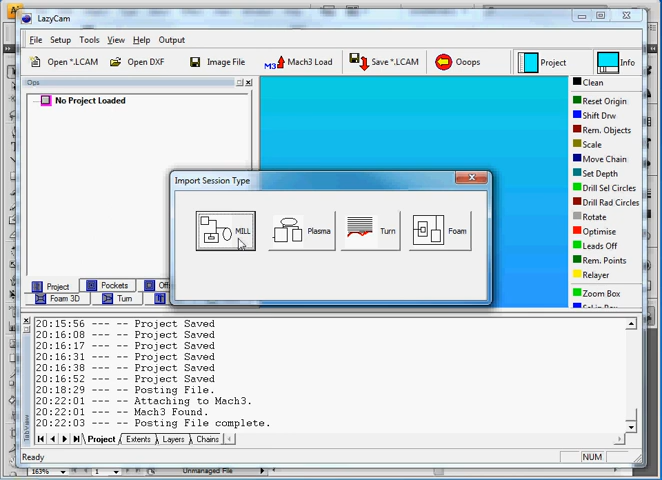 LazyCam
File Setup Tools View Help Output
Open *.LCAM Open DXF Image File M3 Mach3 Load Save *.LCAM Ooops Project Info
Ops
No Project Loaded
Clean
Reset Origin
Shift Drw
Rem. Objects
Scale
Move Chain
Set Depth
Drill Sel Circles
Drill Rad Circles
Rotate
Optimise
Leads Off
Rem. Points
Relayer
Zoom Box
Import Session Type
MILL Plasma Turn Foam
Project Pockets
Foam 3D Turn
20:15:56 --- -- Project Saved
20:16:08 --- -- Project Saved
20:16:17 --- -- Project Saved
20:16:31 --- -- Project Saved
20:16:38 --- -- Project Saved
20:16:52 --- -- Project Saved
20:18:29 --- -- Posting File.
20:22:01 --- -- Attaching to Mach3.
20:22:01 --- -- Mach3 Found.
20:22:03 --- -- Posting File complete.
Project Extents Layers Chains
Ready NUM
163% 1 Unmanaged File